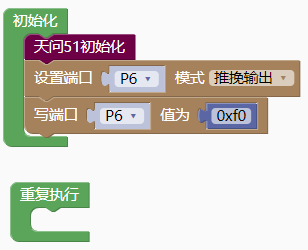 初始化
天问51初始化
设置端口 P6 模式 推挽输出
写端口 P6 值为 0xf0
重复执行